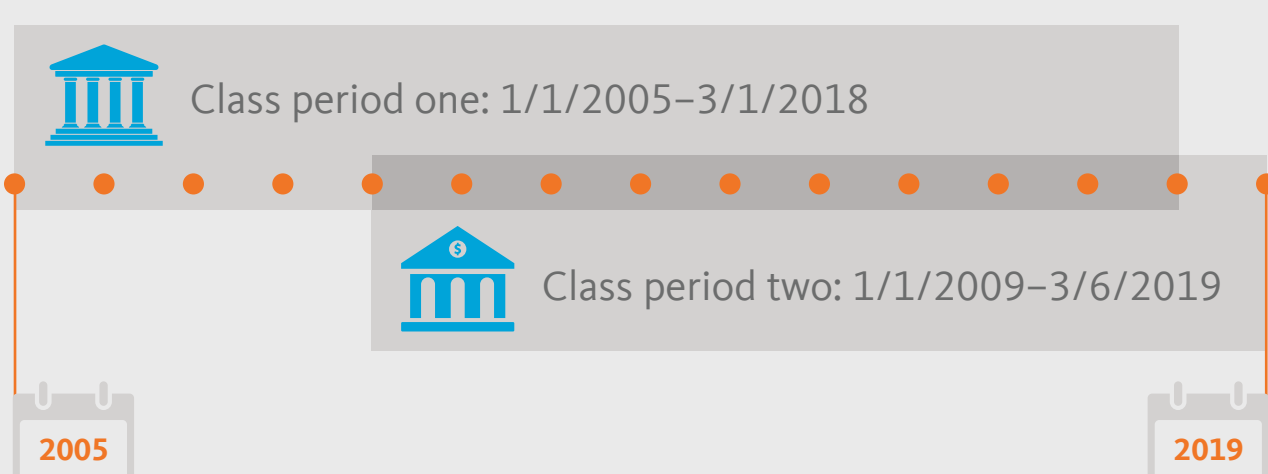 Class period one: 1/1/2005–3/1/2018
$
Class period two: 1/1/2009–3/6/2019
2005
2019